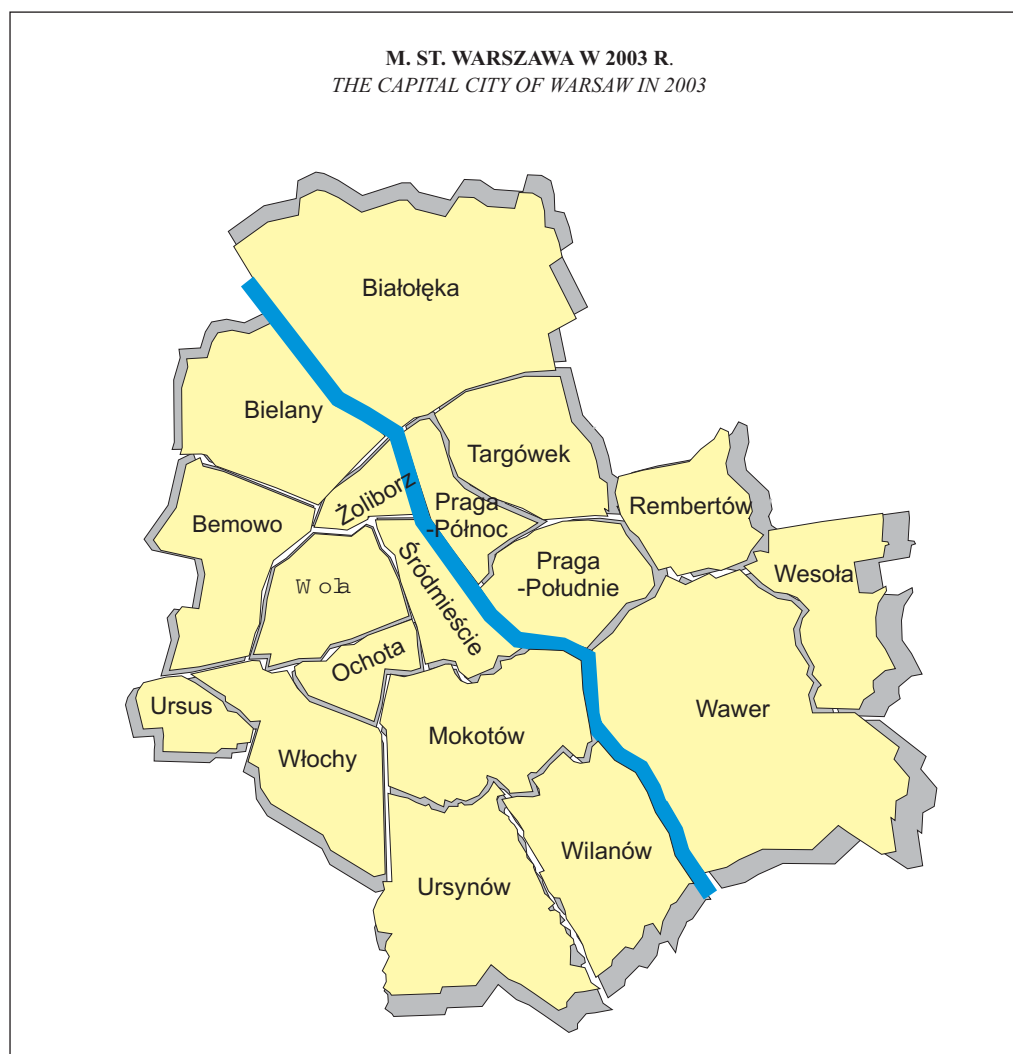 M. ST. WARSZAWA W 2003 R.
THE CAPITAL CITY OF WARSAW IN 2003
Białołęka
Bielany
Targówek
Żoliborz
Praga
-Północ
Rembertów
Bemowo
Praga
-Południe
Wesoła
Wola
Śródmieście
Ochota
Ursus
Wawer
Mokotów
Włochy
Wilanów
Ursynów